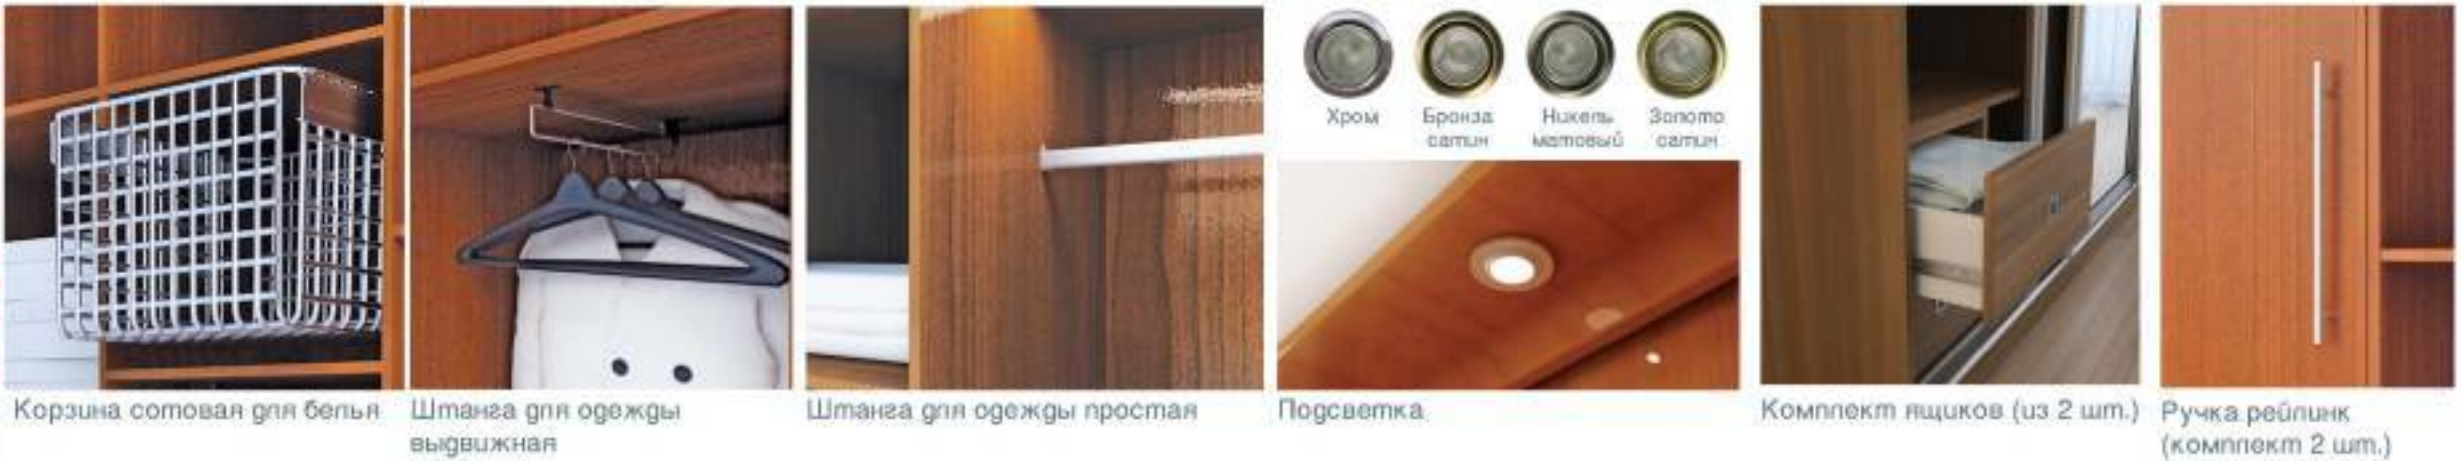 Хром
Бронза
сатин
Никель
матовый
Золото
сатин
Корзина сотовая для белья
Штанга для одежды
выдвижная
Штанга для одежды простая
Подсветка
Комплект ящиков (из 2 шт.)
Ручка рейлинк
(комплект 2 шт.)